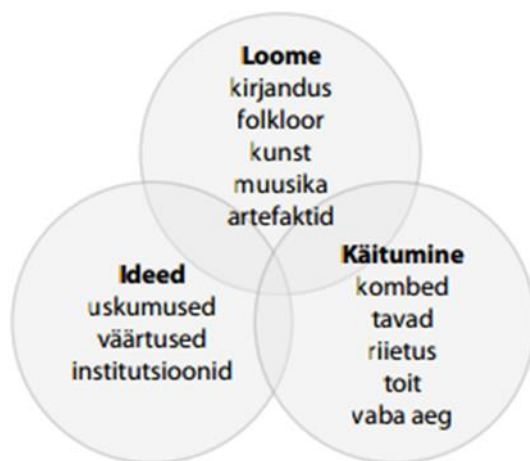 Loome
kirjandus
folkloor
kunst
muusika
artefaktid
Ideed
uskumused
väärtused
institutsioonid
Käitumine
kombed
tavad
riietus
toit
vaba aeg